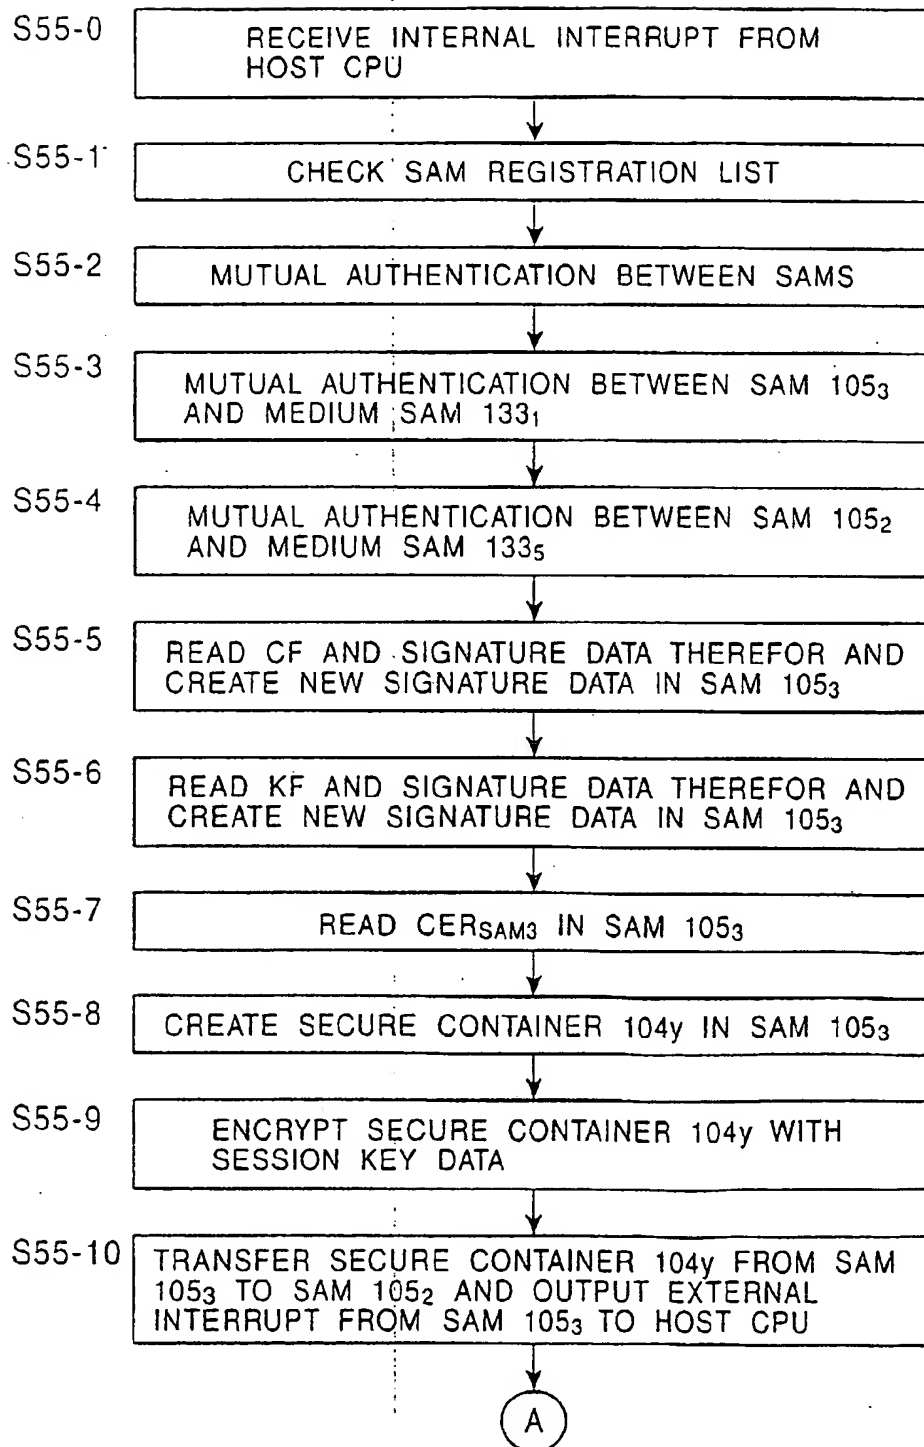 S55-0
RECEIVE INTERNAL INTERRUPT FROM
HOST CPU
S55-1
CHECK SAM REGISTRATION LIST
S55-2
MUTUAL AUTHENTICATION BETWEEN SAMS
S55-3
MUTUAL AUTHENTICATION BETWEEN SAM 105₃
AND MEDIUM SAM 133₁
S55-4
MUTUAL AUTHENTICATION BETWEEN SAM 105₂
AND MEDIUM SAM 133₅
S55-5
READ CF AND SIGNATURE DATA THEREFOR AND
CREATE NEW SIGNATURE DATA IN SAM 105₃
S55-6
READ KF AND SIGNATURE DATA THEREFOR AND
CREATE NEW SIGNATURE DATA IN SAM 105₃
S55-7
READ CER_SAM3 IN SAM 105₃
S55-8
CREATE SECURE CONTAINER 104y IN SAM 105₃
S55-9
ENCRYPT SECURE CONTAINER 104y WITH
SESSION KEY DATA
S55-10
TRANSFER SECURE CONTAINER 104y FROM SAM
105₃ TO SAM 105₂ AND OUTPUT EXTERNAL
INTERRUPT FROM SAM 105₃ TO HOST CPU
A